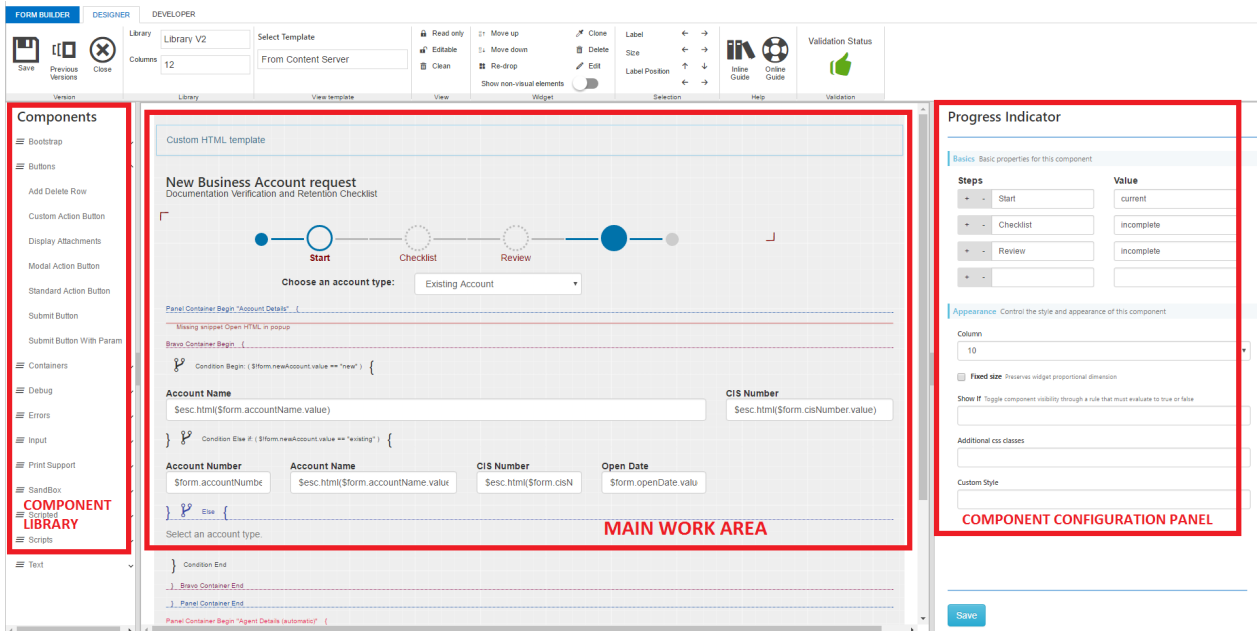 FORM BUILDER
DESIGNER
DEVELOPER
Save
Previous Versions
Close
Version
Library
Library V2
Columns
12
Library
Select Template
From Content Server
View template
Read only
Editable
Clean
View
Move up
Move down
Re-drop
Clone
Delete
Edit
Show non-visual elements
Widget
Label
Size
Label Position
Selection
Inline Guide
Online Guide
Help
Validation Status
Validation
Components
Bootstrap
Buttons
Add Delete Row
Custom Action Button
Display Attachments
Modal Action Button
Standard Action Button
Submit Button
Submit Button With Param
Containers
Debug
Errors
Input
Print Support
SandBox
COMPONENT
Scripted
LIBRARY
Scripts
Text
Custom HTML template
New Business Account request
Documentation Verification and Retention Checklist
Start
Checklist
Review
Choose an account type:
Existing Account
Panel Container Begin "Account Details" {
Missing snippet Open HTML in popup
Bravo Container Begin {
Condition Begin: ( $!form.newAccount.value == "new" ) {
Account Name
CIS Number
$esc.html($form.accountName.value)
$esc.html($form.cisNumber.value)
} Condition Else if: ( $!form.newAccount.value == "existing" ) {
Account Number
Account Name
CIS Number
Open Date
$form.accountNumbe
$esc.html($form.accountName.value
$esc.html($form.cisN
$form.openDate.valu
} Else {
MAIN WORK AREA
Select an account type.
} Condition End
} Bravo Container End
} Panel Container End
Panel Container Begin "Agent Details (automatic)" {
Progress Indicator
Basics Basic properties for this component
Steps
Value
+ - Start
current
+ - Checklist
incomplete
+ - Review
incomplete
+ -
Appearance Control the style and appearance of this component
Column
10
Fixed size Preserves widget proportional dimension
Show If Toggle component visibility through a rule that must evaluate to true or false
Additional css classes
Custom Style
COMPONENT CONFIGURATION PANEL
Save